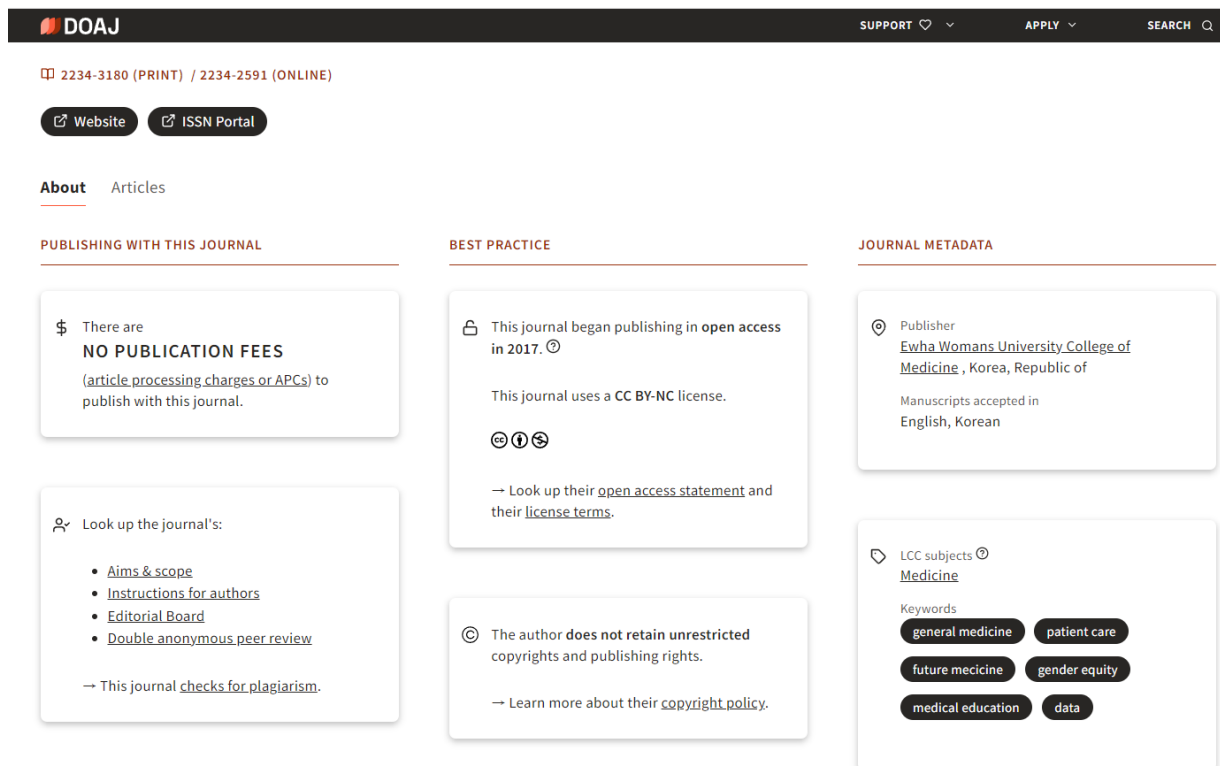 DOAJ
SUPPORT
APPLY
SEARCH
2234-3180 (PRINT) / 2234-2591 (ONLINE)
Website
ISSN Portal
About
Articles
PUBLISHING WITH THIS JOURNAL
There are
NO PUBLICATION FEES
(article processing charges or APCs) to
publish with this journal.
Look up the journal's:
• Aims & scope
• Instructions for authors
• Editorial Board
• Double anonymous peer review
→ This journal checks for plagiarism.
BEST PRACTICE
This journal began publishing in open access
in 2017. ?
This journal uses a CC BY-NC license.
cc
→ Look up their open access statement and
their license terms.
© The author does not retain unrestricted
copyrights and publishing rights.
→ Learn more about their copyright policy.
JOURNAL METADATA
Publisher
Ewha Womans University College of
Medicine , Korea, Republic of
Manuscripts accepted in
English, Korean
LCC subjects ?
Medicine
Keywords
general medicine
patient care
future mecicine
gender equity
medical education
data